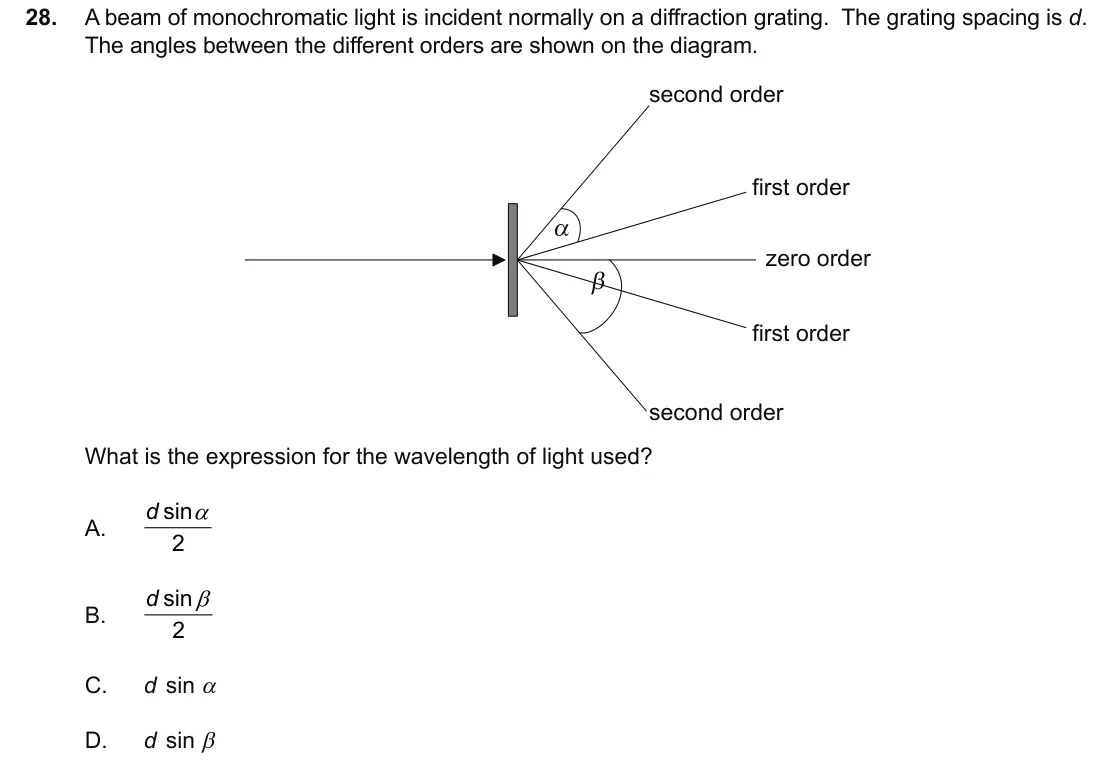 28. A beam of monochromatic light is incident normally on a diffraction grating. The grating spacing is d.
The angles between the different orders are shown on the diagram.
second order
first order
α
zero order
β
first order
second order
What is the expression for the wavelength of light used?
A. d sin α / 2
B. d sin β / 2
C. d sin α
D. d sin β